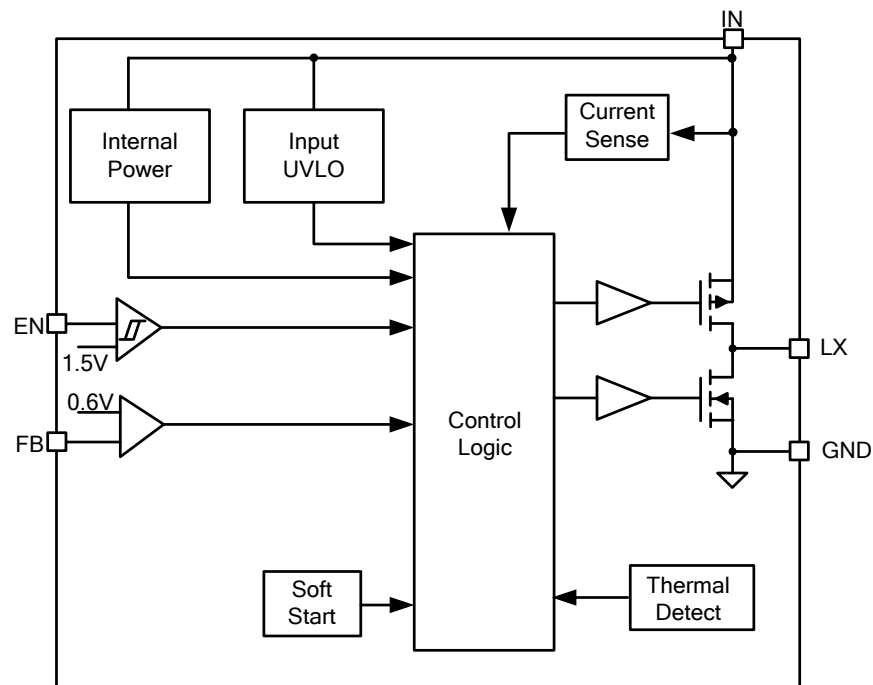 IN
Internal
Power
Input
UVLO
Current
Sense
EN
1.5V
0.6V
FB
Control
Logic
LX
GND
Soft
Start
Thermal
Detect